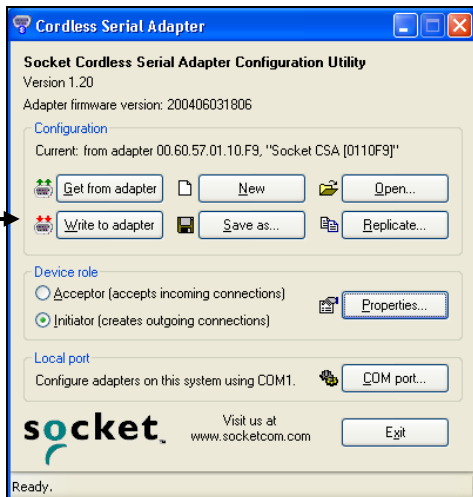 Cordless Serial Adapter
Socket Cordless Serial Adapter Configuration Utility
Version 1.20
Adapter firmware version: 200406031806
Configuration
Current: from adapter 00.60.57.01.10.F9, "Socket CSA [0110F9]"
Get from adapter New Open...
Write to adapter Save as... Replicate...
Device role
Acceptor (accepts incoming connections)
Initiator (creates outgoing connections)
Properties...
Local port
Configure adapters on this system using COM1. COM port...
socket™
Visit us at
www.socketcom.com
Exit
Ready.